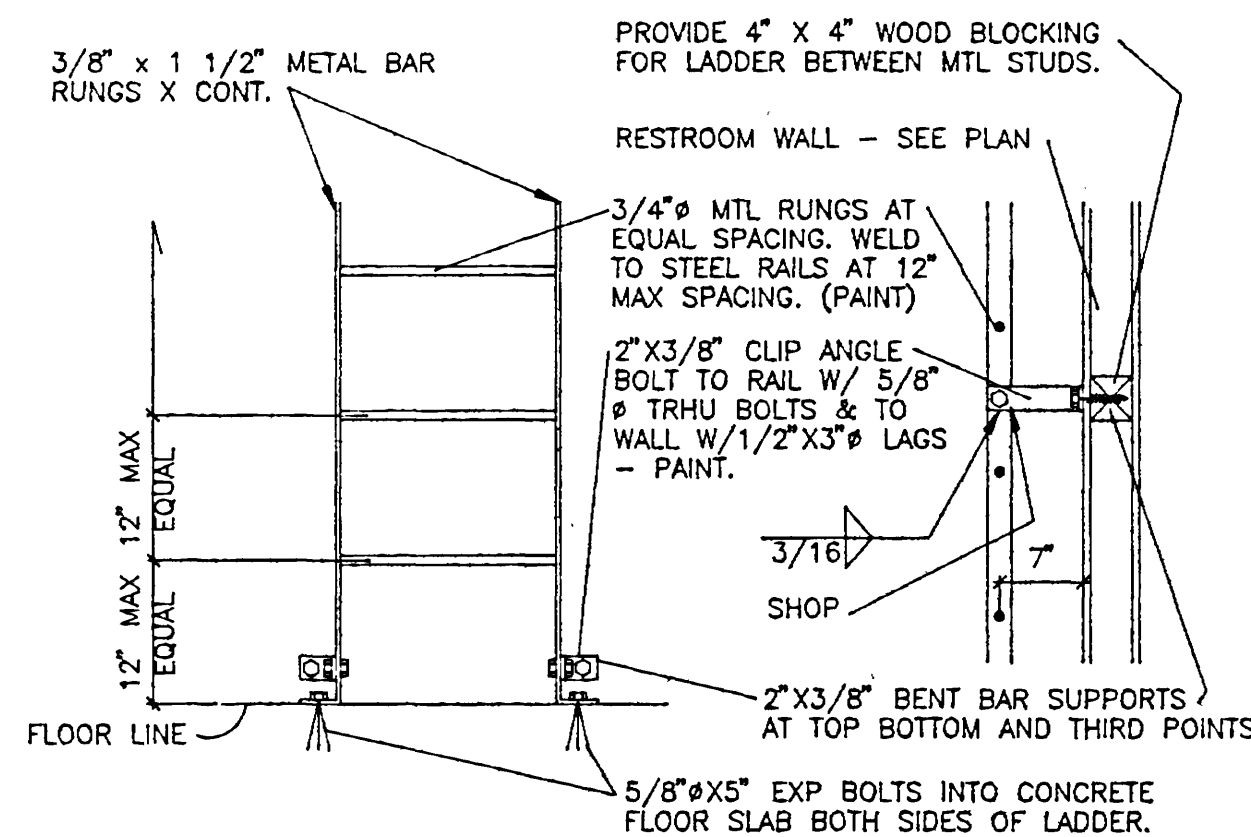 3/8" x 1 1/2" METAL BAR
RUNGS X CONT.
PROVIDE 4" X 4" WOOD BLOCKING
FOR LADDER BETWEEN MTL STUDS.
RESTROOM WALL – SEE PLAN
3/4"ø MTL RUNGS AT
EQUAL SPACING. WELD
TO STEEL RAILS AT 12"
MAX SPACING. (PAINT)
2"X3/8" CLIP ANGLE
BOLT TO RAIL W/ 5/8"
ø TRHU BOLTS & TO
WALL W/1/2"X3"ø LAGS
– PAINT.
12" MAX
EQUAL
12" MAX
EQUAL
3/16
SHOP
7"
2"X3/8" BENT BAR SUPPORTS
AT TOP BOTTOM AND THIRD POINTS
FLOOR LINE
5/8"øX5" EXP BOLTS INTO CONCRETE
FLOOR SLAB BOTH SIDES OF LADDER.